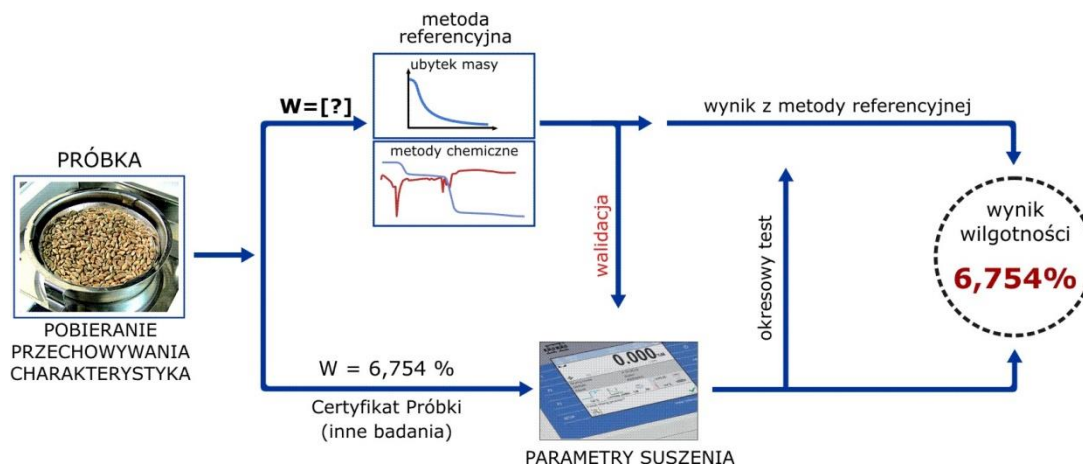 metoda
referencyjna
ubytek masy
W=[?]
metody chemiczne
wynik z metody referencyjnej
PRÓBKA
POBIERANIE
PRZECHOWYWANIA
CHARAKTERYSTYKA
walidacja
okresowy test
wynik
wilgotności
6,754%
W = 6,754 %
Certyfikat Próbki
(inne badania)
0.000
PARAMETRY SUSZENIA